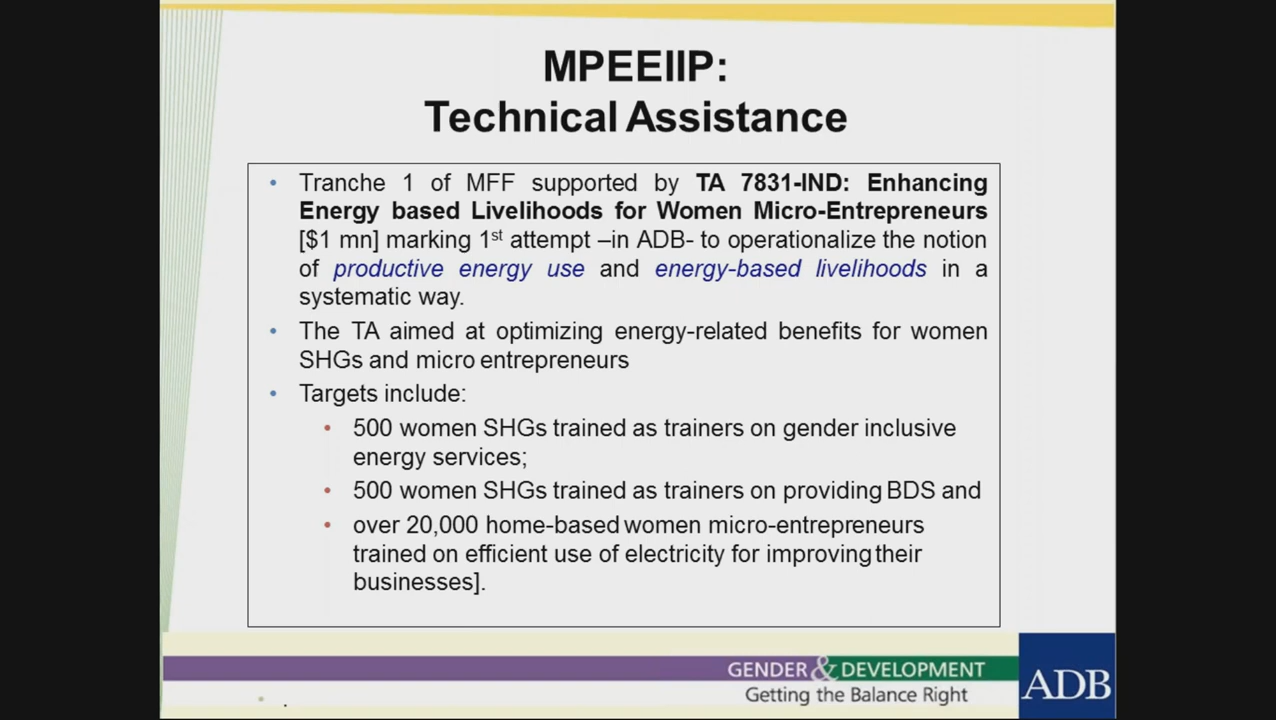 MPEEIIP:
Technical Assistance
• Tranche 1 of MFF supported by TA 7831-IND: Enhancing
Energy based Livelihoods for Women Micro-Entrepreneurs
[$1 mn] marking 1st attempt –in ADB- to operationalize the notion
of productive energy use and energy-based livelihoods in a
systematic way.
• The TA aimed at optimizing energy-related benefits for women
SHGs and micro entrepreneurs
• Targets include:
• 500 women SHGs trained as trainers on gender inclusive
energy services;
• 500 women SHGs trained as trainers on providing BDS and
• over 20,000 home-based women micro-entrepreneurs
trained on efficient use of electricity for improving their
businesses].
GENDER & DEVELOPMENT
Getting the Balance Right
ADB